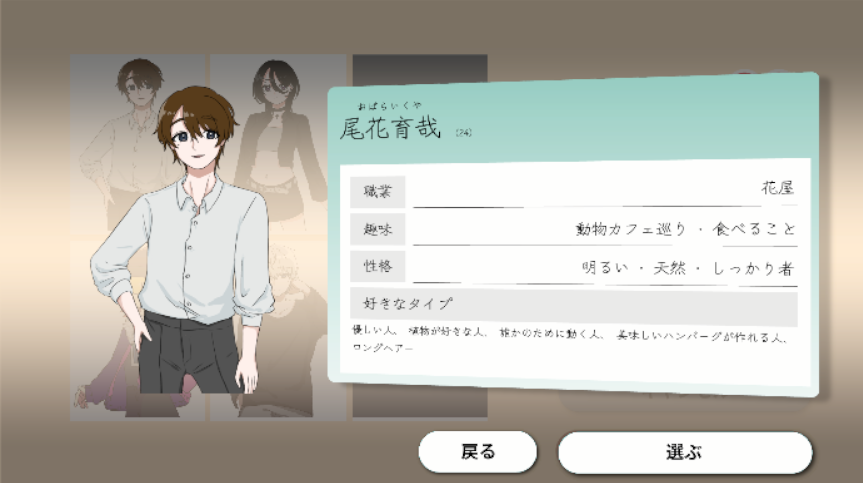 おばらいくや
尾花育哉 (24)
職業
花屋
趣味
動物カフェ巡り・食べること
性格
明るい・天然・しっかり者
好きなタイプ
優しい人、植物が好きな人、誰かのために動く人、美味しいハンバーグが作れる人、
ロングヘアー
戻る
選ぶ